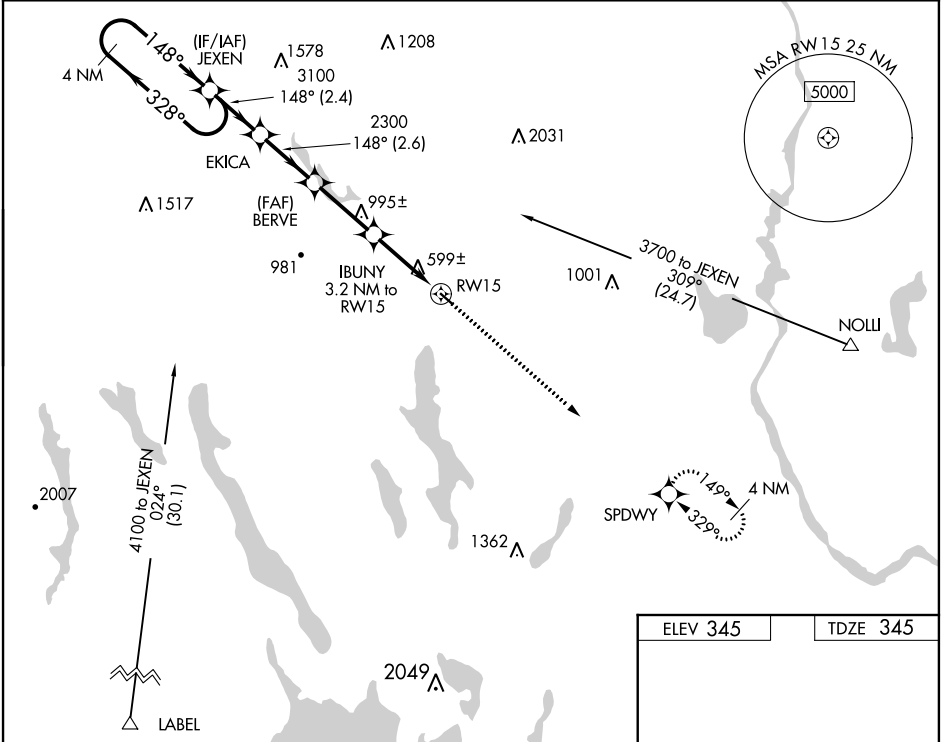 148°
(IF/IAF)
JEXEN
4 NM
328°
1578
1208
3100
148° (2.4)
MSA RW15 25 NM
5000
2300
148° (2.6)
2031
EKICA
1517
(FAF)
BERVE
995±
981
IBUNY
3.2 NM to
RW15
599±
RW15
3700 to JEXEN
309°
(24.7)
1001
NOLLI
4100 to JEXEN
024°
(30.1)
2007
SPDWY
149°
329°
4 NM
1362
2049
LABEL
ELEV 345
TDZE 345